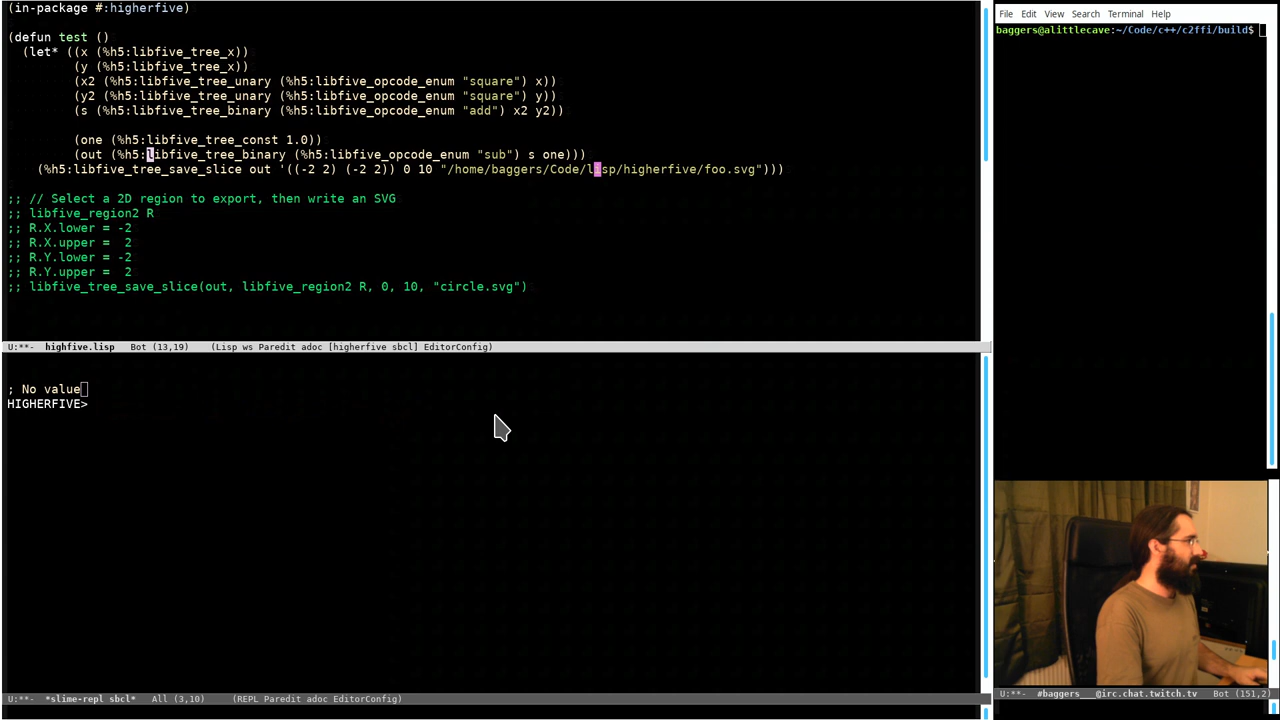 (in-package #:higherfive)
(defun test ()
(let* ((x (%h5:libfive_tree_x))
(y (%h5:libfive_tree_x))
(x2 (%h5:libfive_tree_unary (%h5:libfive_opcode_enum "square") x))
(y2 (%h5:libfive_tree_unary (%h5:libfive_opcode_enum "square") y))
(s (%h5:libfive_tree_binary (%h5:libfive_opcode_enum "add") x2 y2))
(one (%h5:libfive_tree_const 1.0))
(out (%h5:libfive_tree_binary (%h5:libfive_opcode_enum "sub") s one)))
(%h5:libfive_tree_save_slice out '((-2 2) (-2 2)) 0 10 "/home/baggers/Code/lisp/higherfive/foo.svg")))
;; // Select a 2D region to export, then write an SVG
;; libfive_region2 R
;; R.X.lower = -2
;; R.X.upper =  2
;; R.Y.lower = -2
;; R.Y.upper =  2
;; libfive_tree_save_slice(out, libfive_region2 R, 0, 10, "circle.svg")
U:**-  highfive.lisp   Bot (13,19)    (Lisp ws Paredit adoc [higherfive sbcl] EditorConfig)
; No value
HIGHERFIVE>
U:**-  *slime-repl sbcl*   All (3,10)     (REPL Paredit adoc EditorConfig)
File Edit View Search Terminal Help
baggers@alittlecave:~/Code/c++/c2ffi/build$
U:**-  #baggers___@irc.chat.twitch.tv   Bot (151,2)